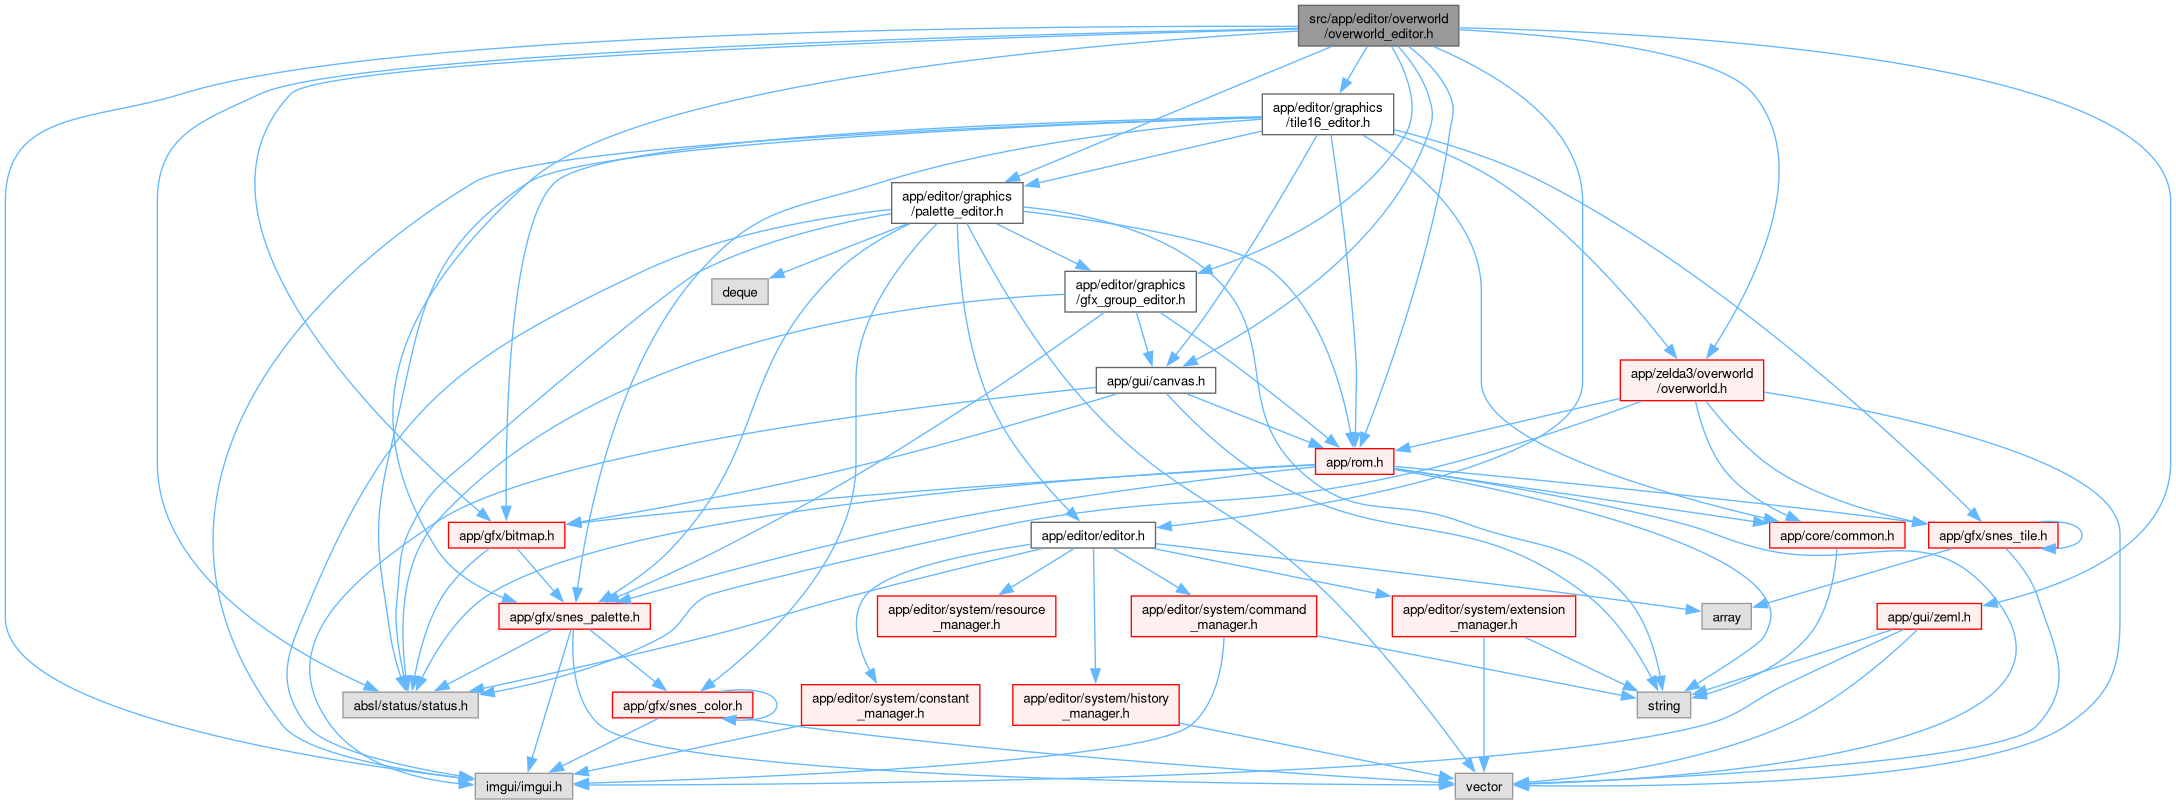 src/app/editor/overworld
/overworld_editor.h
app/editor/graphics
/tile16_editor.h
app/editor/graphics
/palette_editor.h
deque
app/editor/graphics
/gfx_group_editor.h
app/gui/canvas.h
app/zelda3/overworld
/overworld.h
app/rom.h
app/gfx/bitmap.h
app/editor/editor.h
app/core/common.h
app/gfx/snes_tile.h
app/gfx/snes_palette.h
app/editor/system/resource
_manager.h
app/editor/system/command
_manager.h
app/editor/system/extension
_manager.h
array
app/gui/zeml.h
absl/status/status.h
app/gfx/snes_color.h
app/editor/system/constant
_manager.h
app/editor/system/history
_manager.h
string
imgui/imgui.h
vector